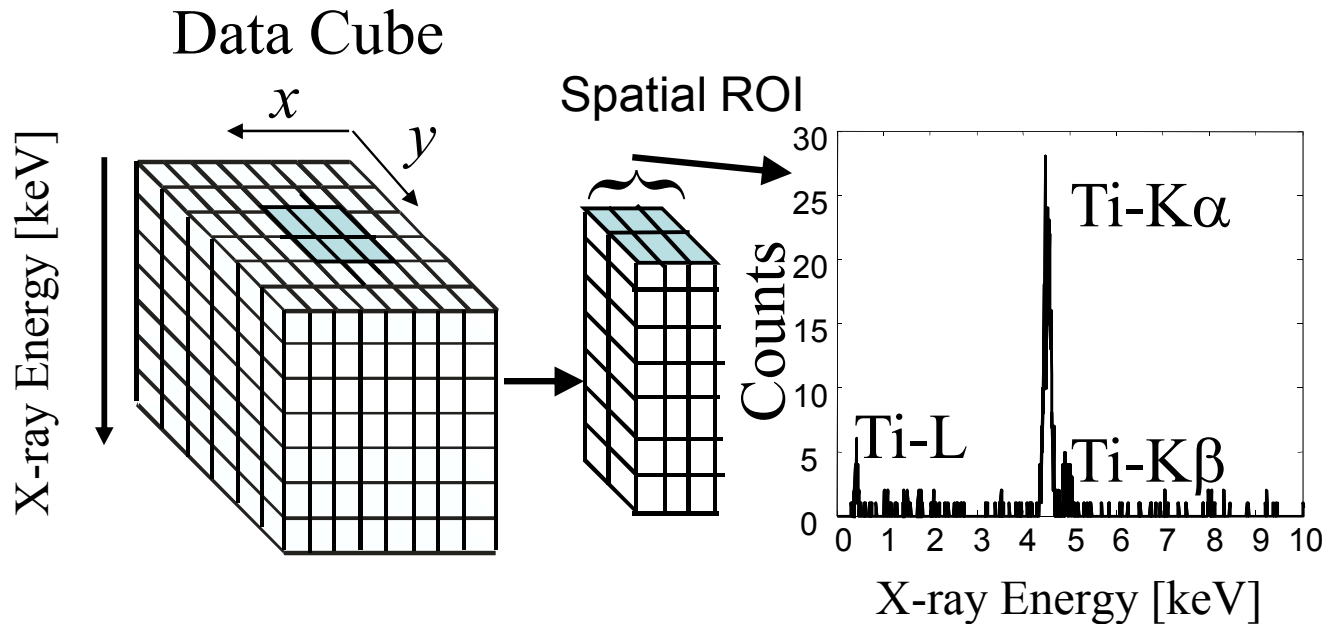 Data Cube
x
y
X-ray Energy [keV]
Spatial ROI
Counts
30
25
20
15
10
5
0
Ti-Kα
Ti-L
Ti-Kβ
0 1 2 3 4 5 6 7 8 9 10
X-ray Energy [keV]